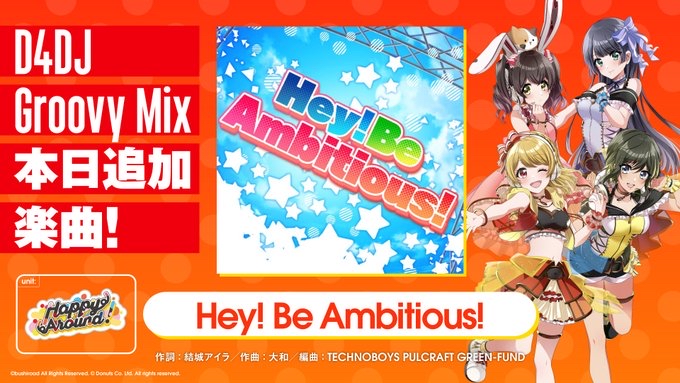 D4DJ
Groovy Mix
本日追加
楽曲!
Hey! Be
Ambitious!
unit:
Happy
Around!
Hey! Be Ambitious!
作詞：結城アイラ／作曲：大和／編曲：TECHNOBOYS PULCRAFT GREEN-FUND
©bushiroad All Rights Reserved. © Donuts Co. Ltd. All rights reserved.